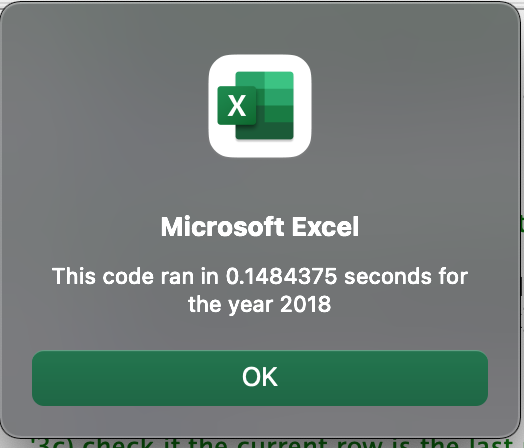 X
Microsoft Excel
This code ran in 0.1484375 seconds for
the year 2018
OK
'3c) check if the current row is the last